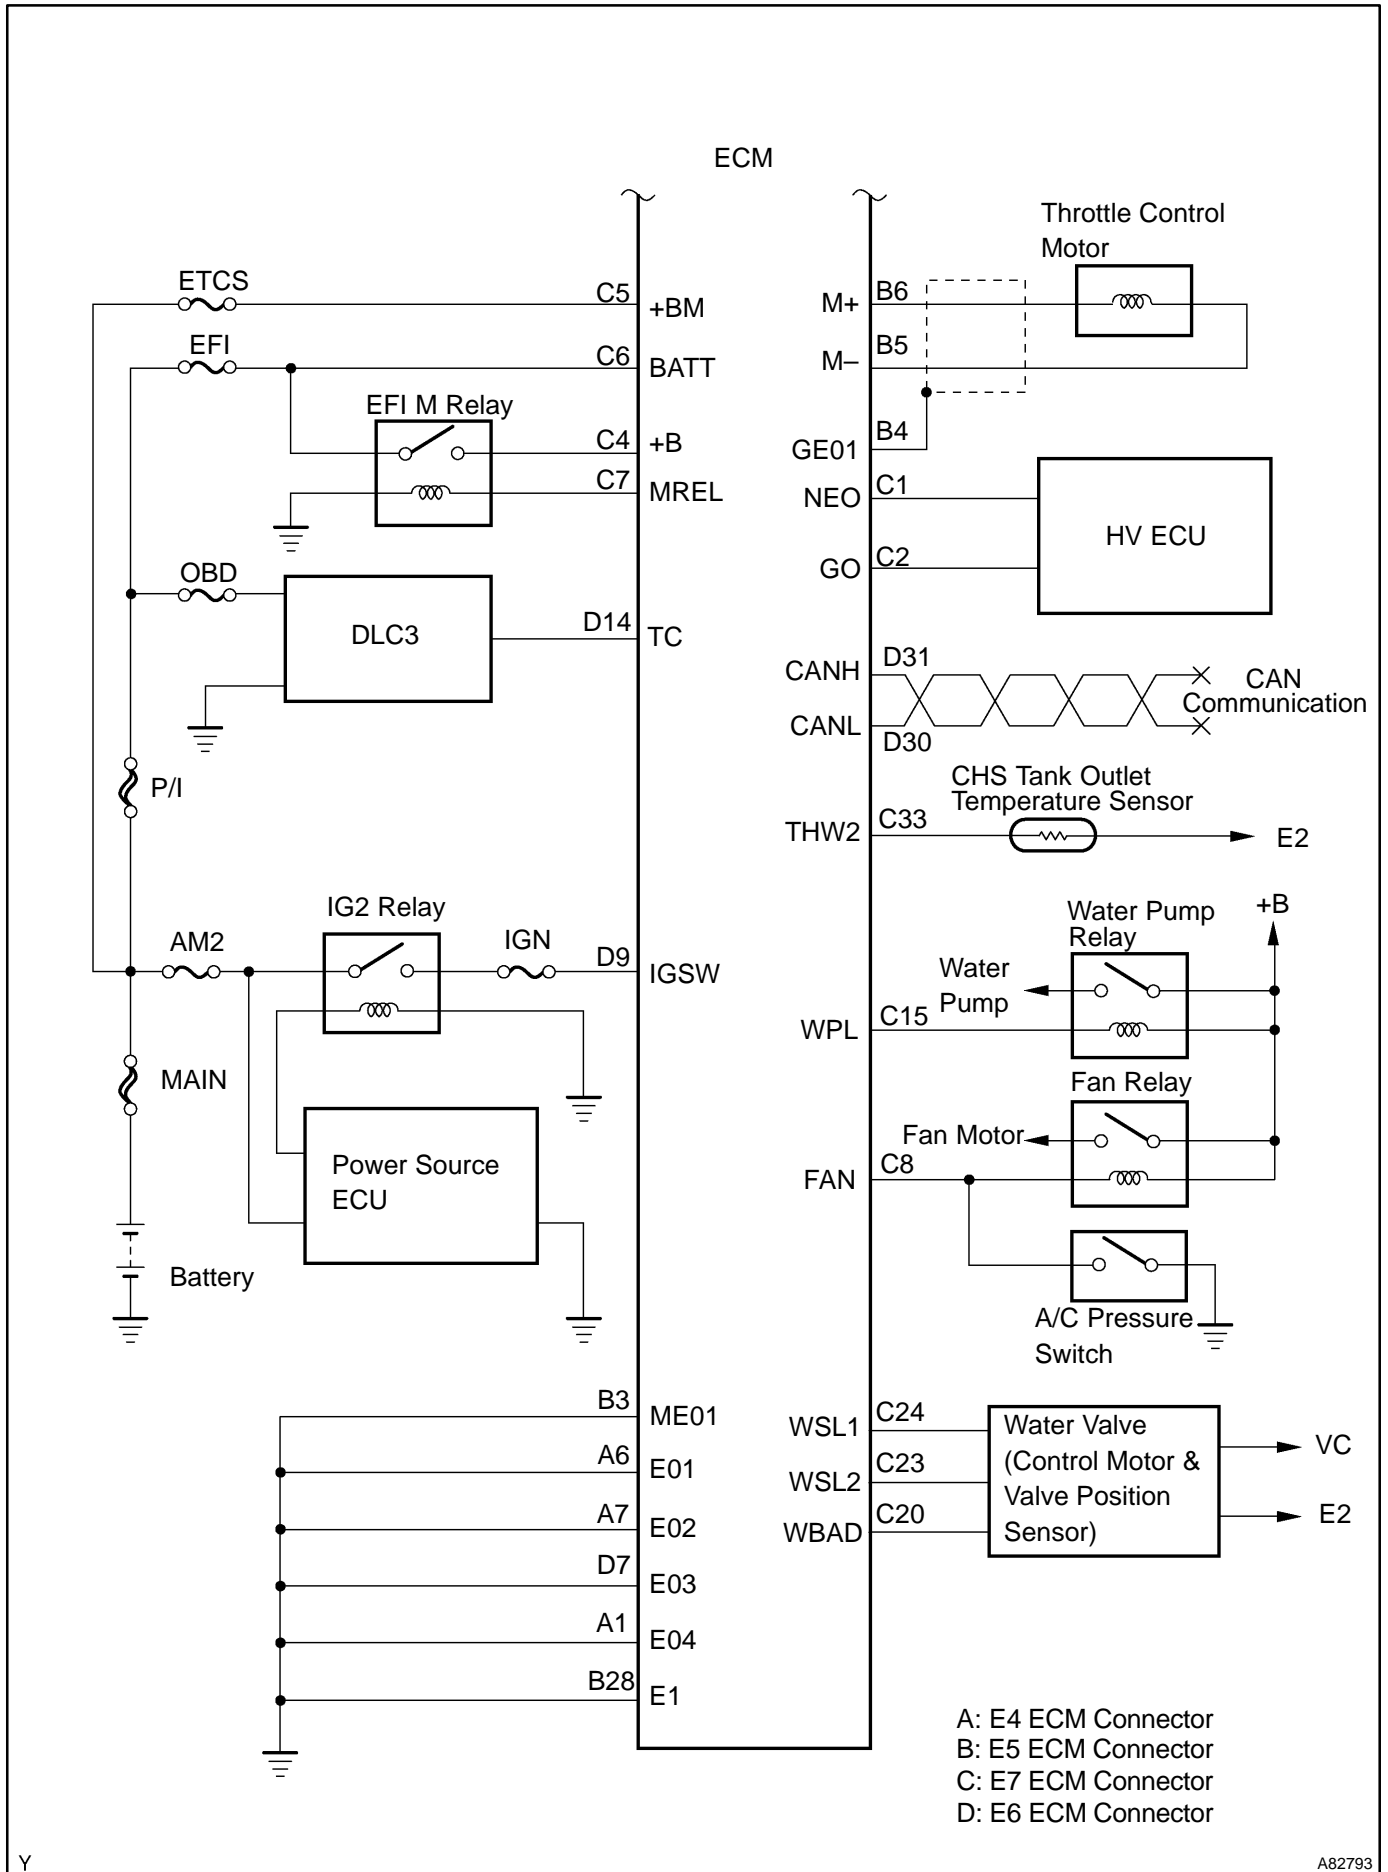 ECM
Throttle Control
Motor
ETCS
C5
+BM
M+
B6
EFI
C6
BATT
M–
B5
EFI M Relay
C4
+B
GE01
B4
C7
MREL
NEO
C1
HV ECU
GO
C2
OBD
DLC3
D14
TC
CANH
D31
CAN
Communication
CANL
D30
P/I
CHS Tank Outlet
Temperature Sensor
THW2
C33
E2
IG2 Relay
AM2
IGN
D9
IGSW
Water Pump
Relay
+B
Water
Pump
WPL
C15
MAIN
Fan Relay
Fan Motor
FAN
C8
Power Source
ECU
Battery
A/C Pressure
Switch
B3
ME01
A6
E01
A7
E02
D7
E03
A1
E04
B28
E1
WSL1
C24
WSL2
C23
WBAD
C20
Water Valve
(Control Motor &
Valve Position
Sensor)
VC
E2
A: E4 ECM Connector
B: E5 ECM Connector
C: E7 ECM Connector
D: E6 ECM Connector
Y
A82793